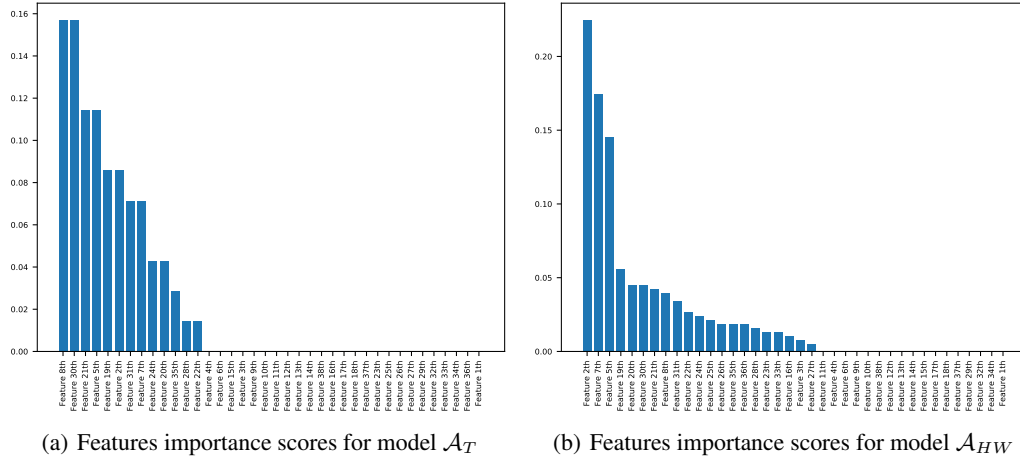 0.16
0.14
0.12
0.10
0.08
0.06
0.04
0.02
0.00
Feature 8th
Feature 30th
Feature 21th
Feature 5th
Feature 19th
Feature 2th
Feature 31th
Feature 7th
Feature 24th
Feature 20th
Feature 35th
Feature 28th
Feature 22th
Feature 4th
Feature 6th
Feature 15th
Feature 3th
Feature 9th
Feature 10th
Feature 11th
Feature 12th
Feature 13th
Feature 14th
Feature 38th
Feature 16th
Feature 17th
Feature 18th
Feature 37th
Feature 23th
Feature 25th
Feature 26th
Feature 27th
Feature 29th
Feature 32th
Feature 33th
Feature 34th
Feature 36th
Feature 1th
(a) Features importance scores for model 𝒜_T
0.20
0.15
0.10
0.05
0.00
Feature 2th
Feature 7th
Feature 5th
Feature 19th
Feature 20th
Feature 30th
Feature 21th
Feature 8th
Feature 31th
Feature 22th
Feature 24th
Feature 25th
Feature 26th
Feature 35th
Feature 36th
Feature 28th
Feature 23th
Feature 33th
Feature 16th
Feature 3th
Feature 27th
Feature 11th
Feature 4th
Feature 6th
Feature 9th
Feature 10th
Feature 38th
Feature 12th
Feature 13th
Feature 14th
Feature 15th
Feature 17th
Feature 18th
Feature 37th
Feature 29th
Feature 32th
Feature 34th
Feature 1th
(b) Features importance scores for model 𝒜_HW